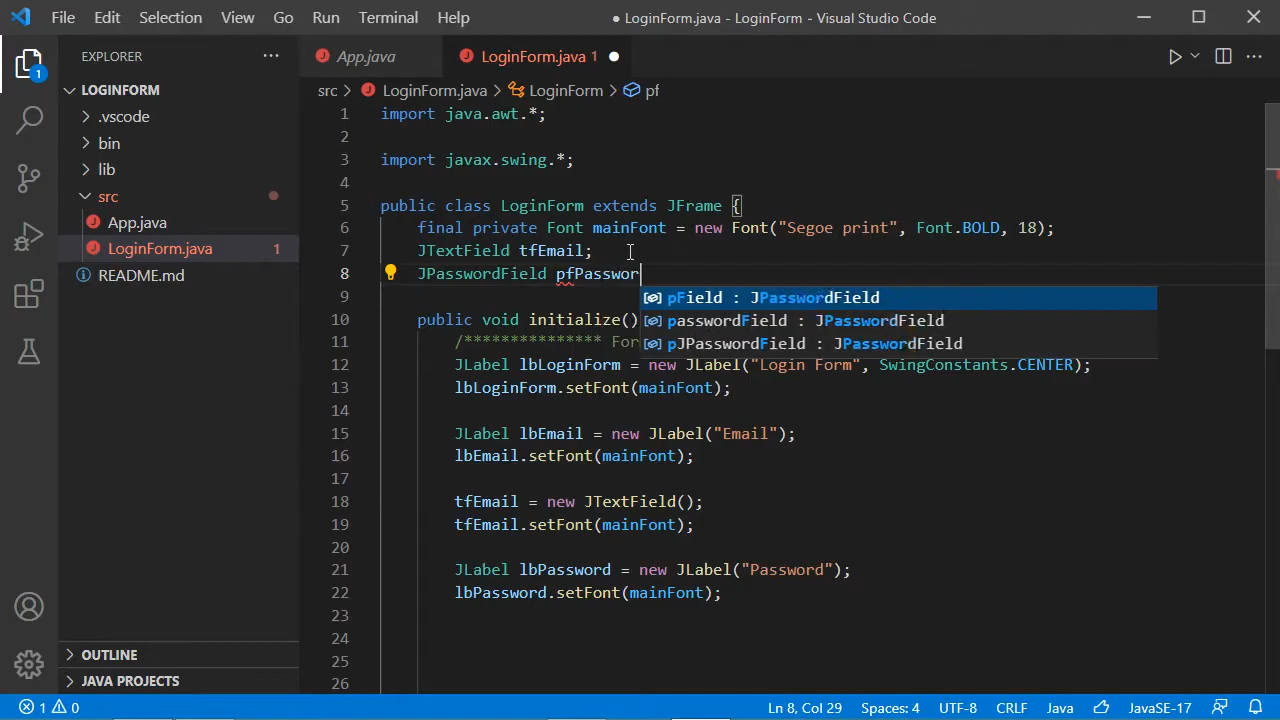 File Edit Selection View Go Run Terminal Help ● LoginForm.java - LoginForm - Visual Studio Code
EXPLORER ···
App.java
LoginForm.java 1 ●
LOGINFORM
.vscode
bin
lib
src
App.java
LoginForm.java 1
README.md
OUTLINE
JAVA PROJECTS
1
src > LoginForm.java > LoginForm > pf
1 import java.awt.*;
2
3 import javax.swing.*;
4
5 public class LoginForm extends JFrame {
6 final private Font mainFont = new Font("Segoe print", Font.BOLD, 18);
7 JTextField tfEmail;
8 JPasswordField pfPasswor
pField : JPasswordField
passwordField : JPasswordField
pJPasswordField : JPasswordField
9
10 public void initialize()
11 /*************** For
12 JLabel lbLoginForm = new JLabel("Login Form", SwingConstants.CENTER);
13 lbLoginForm.setFont(mainFont);
14
15 JLabel lbEmail = new JLabel("Email");
16 lbEmail.setFont(mainFont);
17
18 tfEmail = new JTextField();
19 tfEmail.setFont(mainFont);
20
21 JLabel lbPassword = new JLabel("Password");
22 lbPassword.setFont(mainFont);
23
24
25
26
1 0 Ln 8, Col 29 Spaces: 4 UTF-8 CRLF Java JavaSE-17